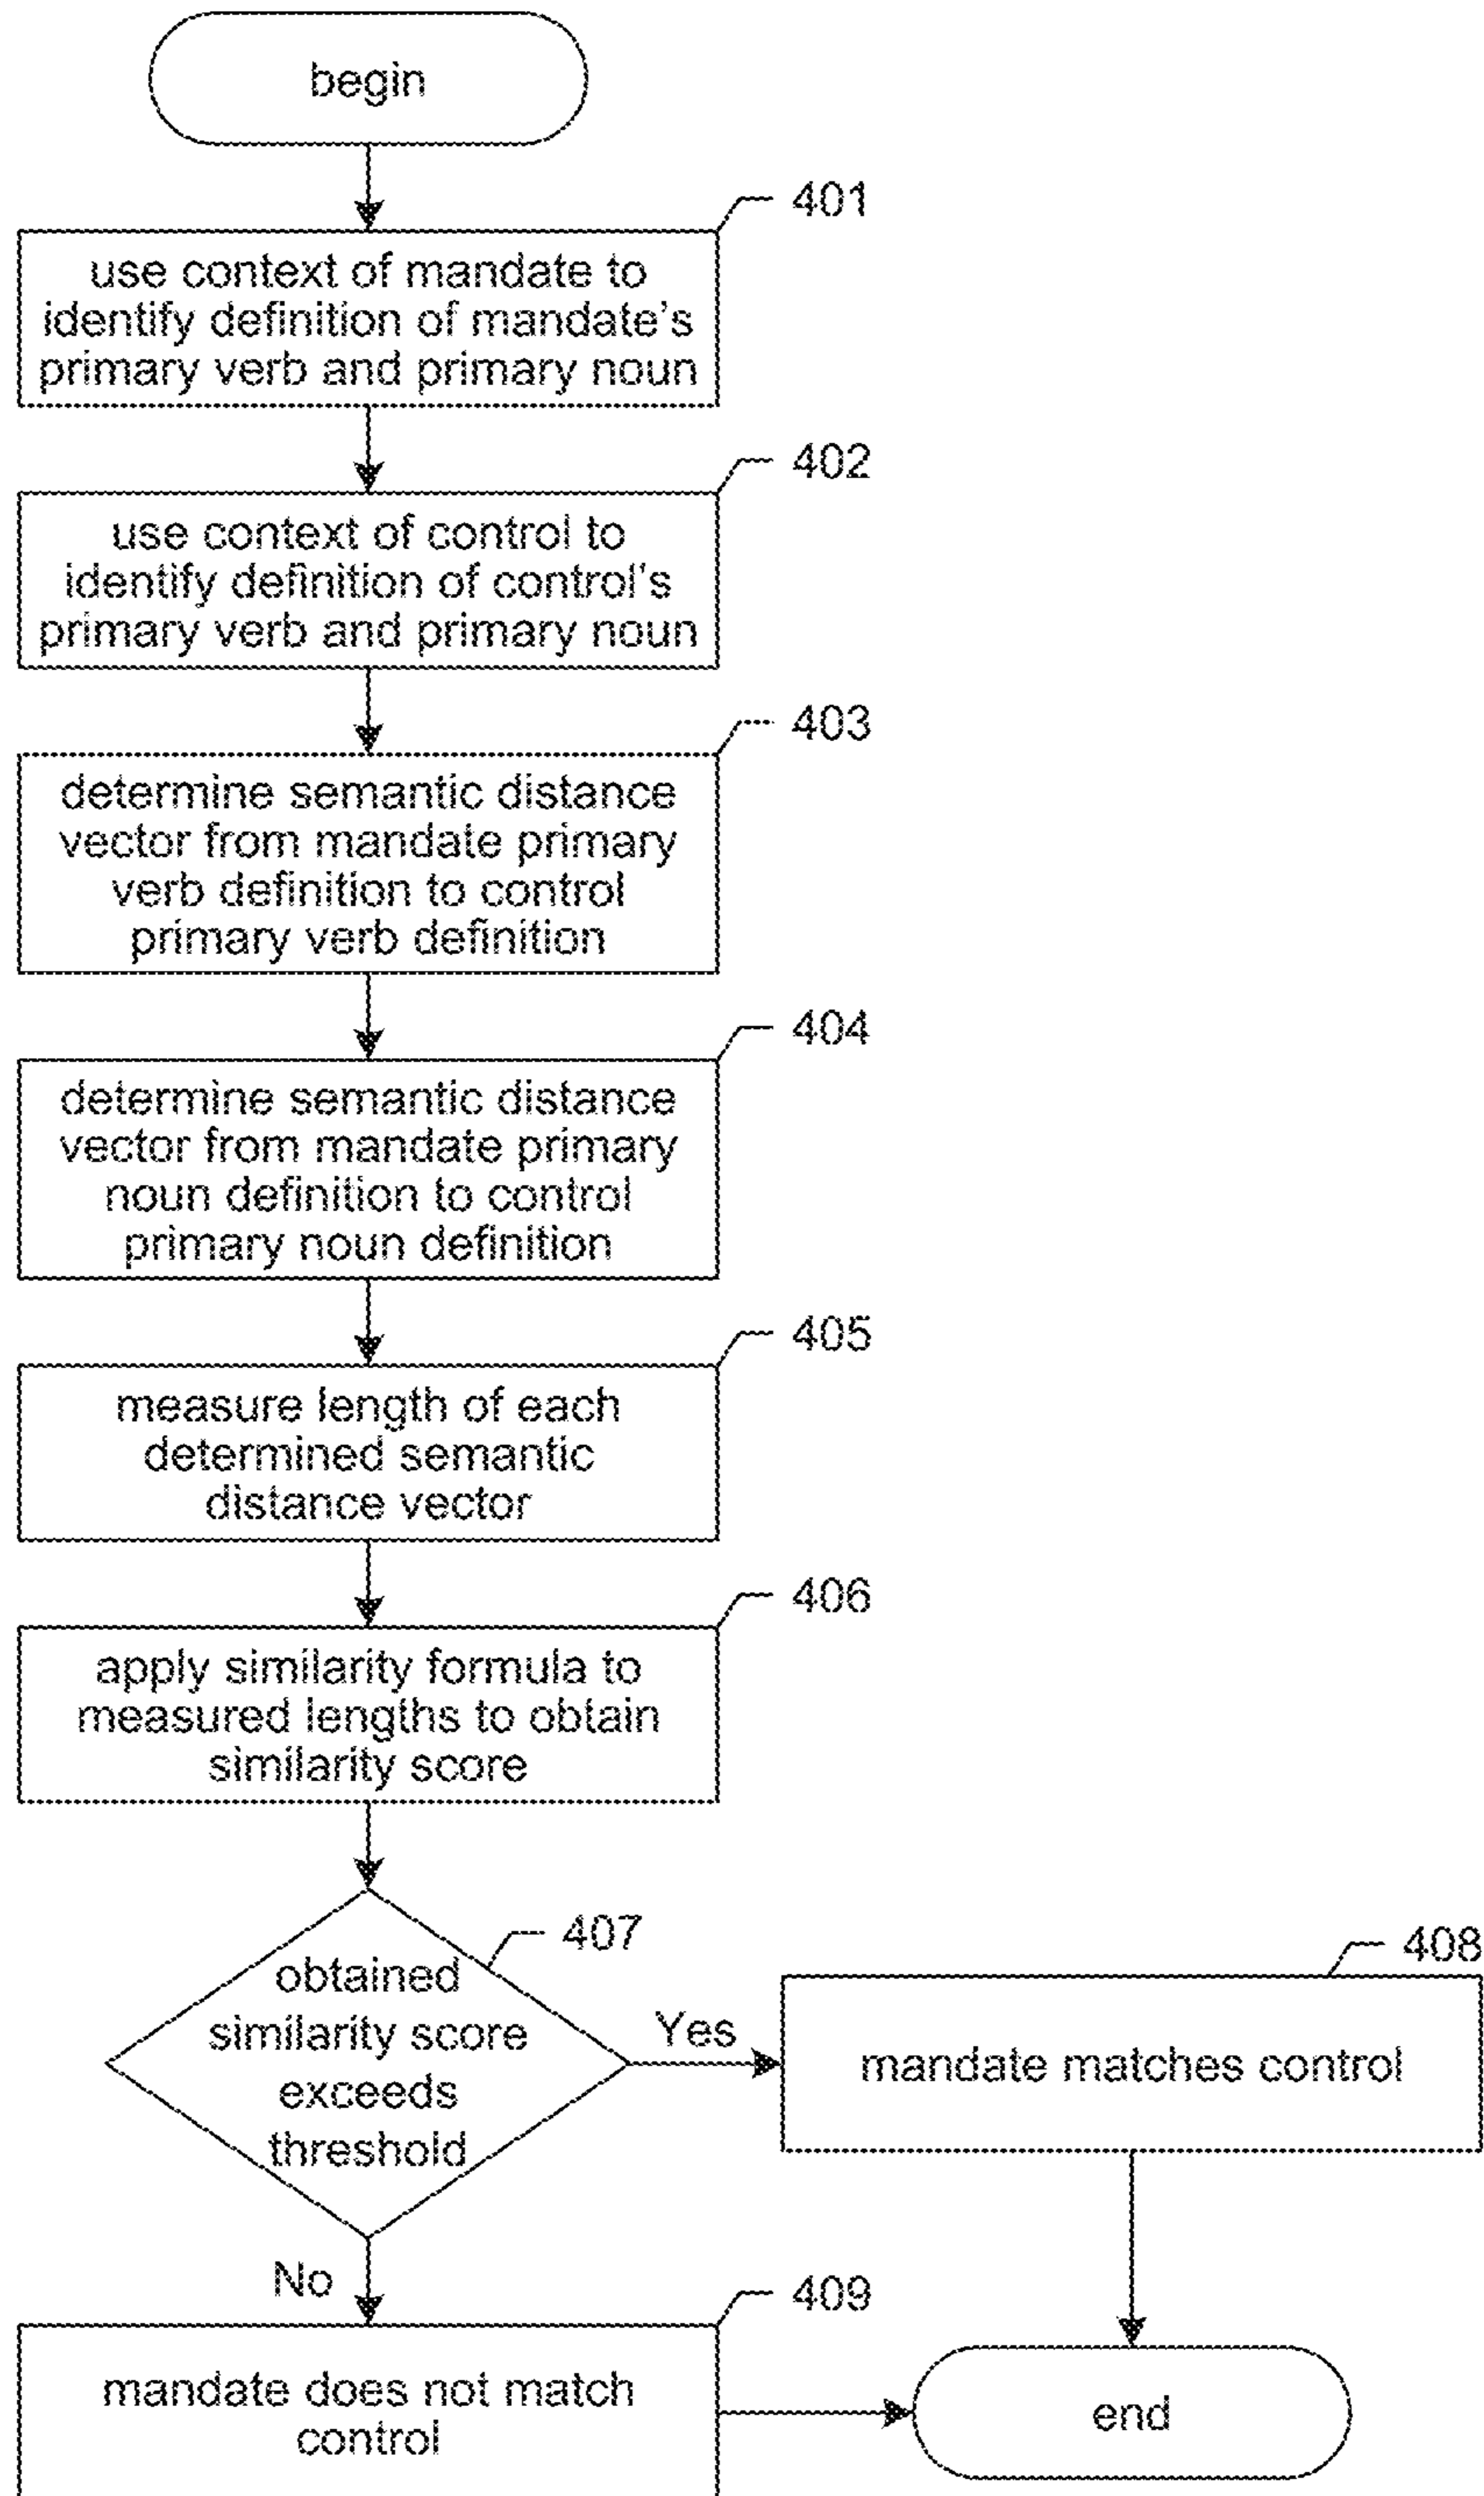 begin
401
use context of mandate to
identify definition of mandate's
primary verb and primary noun
402
use context of control to
identify definition of control's
primary verb and primary noun
403
determine semantic distance
vector from mandate primary
verb definition to control
primary verb definition
404
determine semantic distance
vector from mandate primary
noun definition to control
primary noun definition
405
measure length of each
determined semantic
distance vector
406
apply similarity formula to
measured lengths to obtain
similarity score
407
obtained
similarity score
exceeds
threshold
Yes
408
mandate matches control
No
409
mandate does not match
control
end